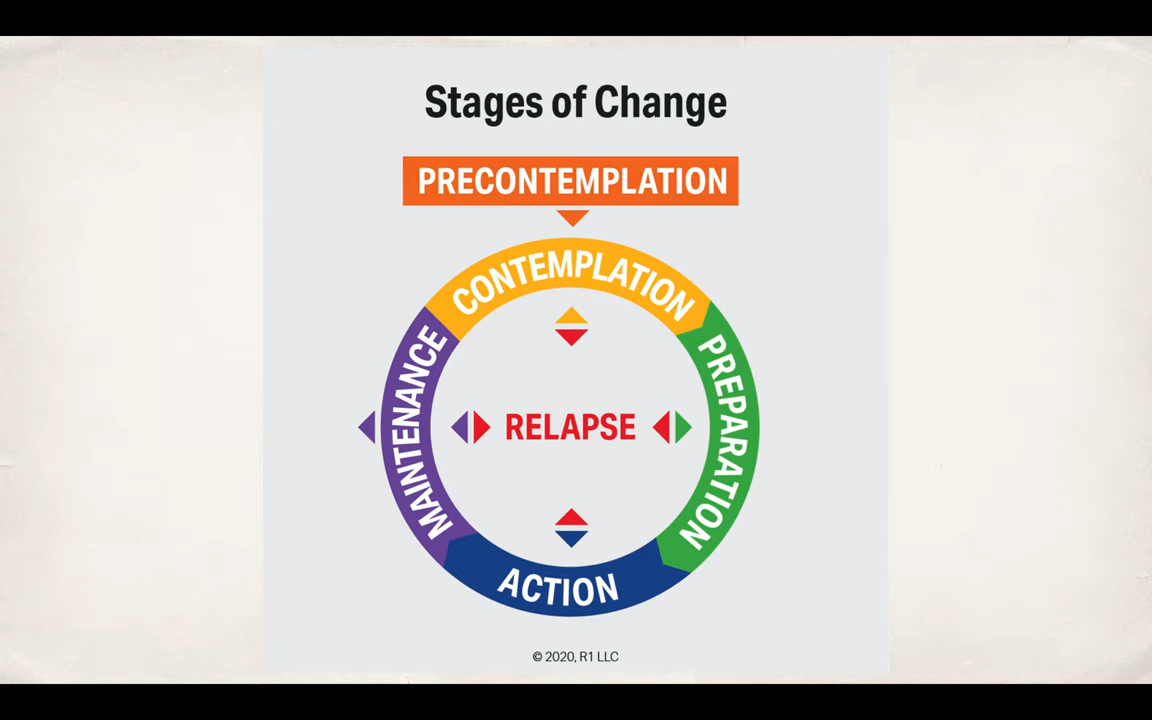 Stages of Change
PRECONTEMPLATION
CONTEMPLATION
PREPARATION
MAINTENANCE
RELAPSE
ACTION
© 2020, R1 LLC